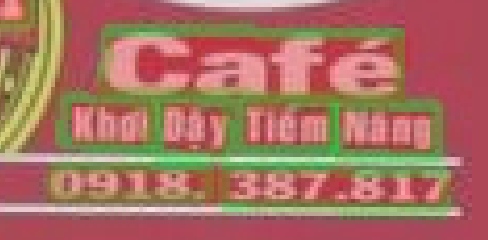 Café
Khơi Dậy Tiềm Năng
0918. 387.817